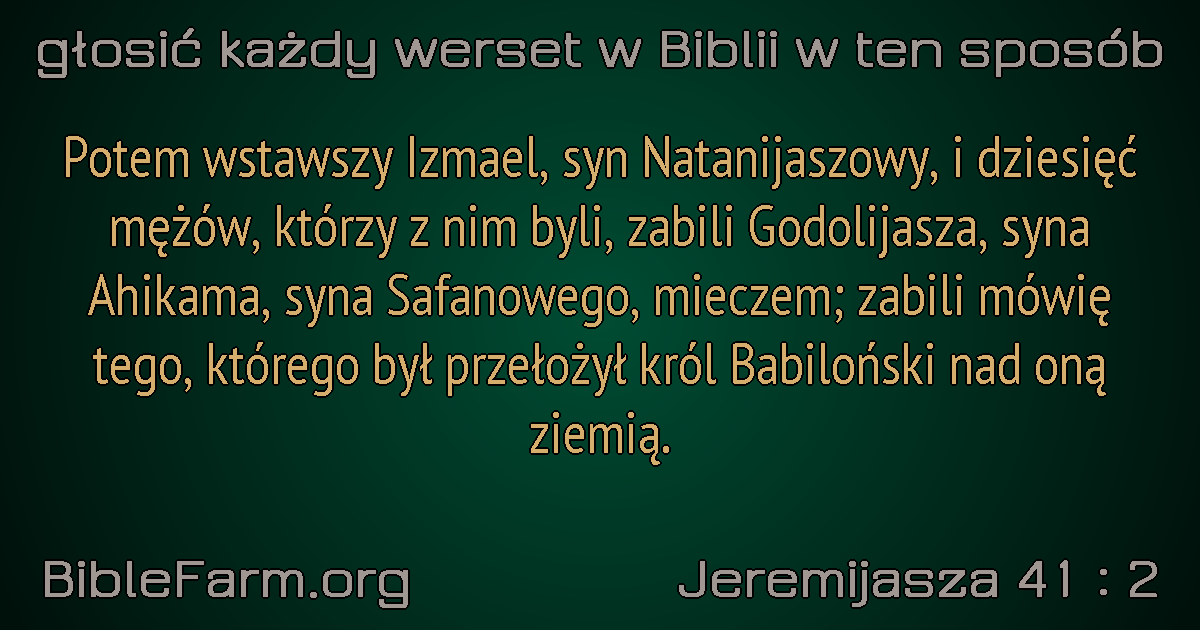 głosić każdy werset w Biblii w ten sposób
Potem wstawszy Izmael, syn Natanijaszowy, i dziesięć
mężów, którzy z nim byli, zabili Godolijasza, syna
Ahikama, syna Safanowego, mieczem; zabili mówię
tego, którego był przełożył król Babiloński nad oną
ziemią.
BibleFarm.org
Jeremijasza 41 : 2